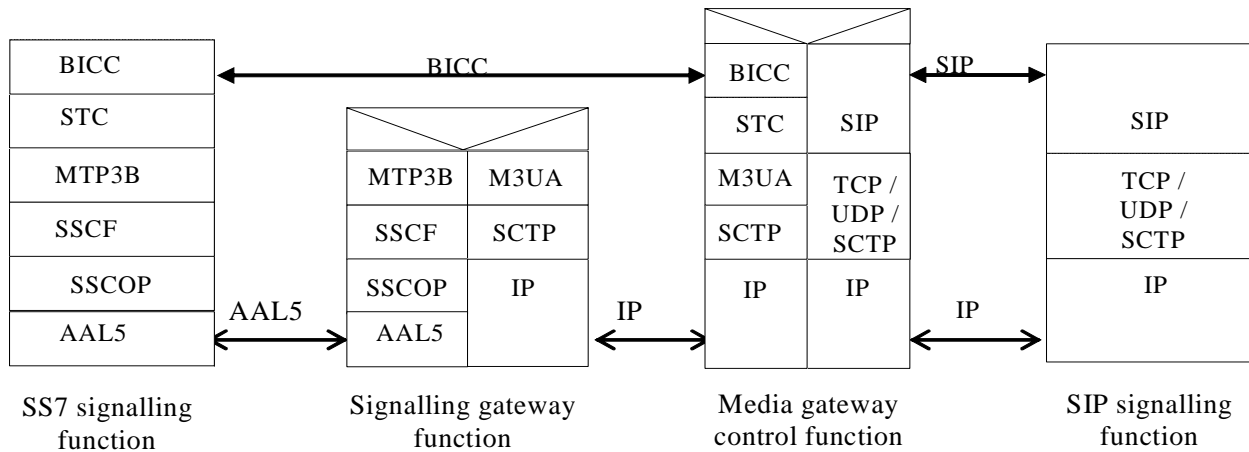 BICC
STC
MTP3B
SSCF
SSCOP
AAL5
BICC
AAL5
MTP3B
SSCF
SSCOP
AAL5
M3UA
SCTP
IP
IP
BICC
STC
M3UA
SCTP
IP
SIP
TCP /
UDP /
SCTP
IP
SIP
IP
SIP
TCP /
UDP /
SCTP
IP
SS7 signalling
function
Signalling gateway
function
Media gateway
control function
SIP signalling
function